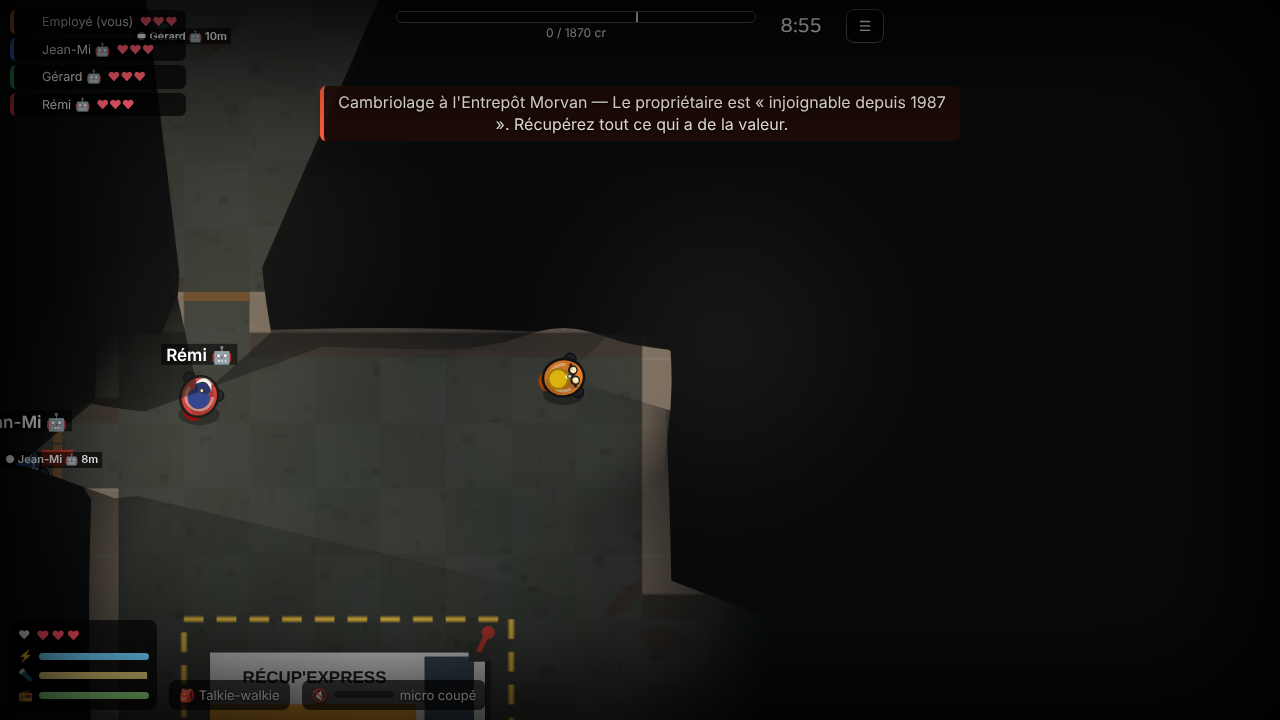 Employé (vous)
Gérard 10m
Jean-Mi
Gérard
Rémi
0 / 1870 cr
8:55
Cambriolage à l'Entrepôt Morvan — Le propriétaire est « injoignable depuis 1987
». Récupérez tout ce qui a de la valeur.
Rémi
an-Mi
Jean-Mi 8m
RÉCUP'EXPRESS
Talkie-walkie
micro coupé